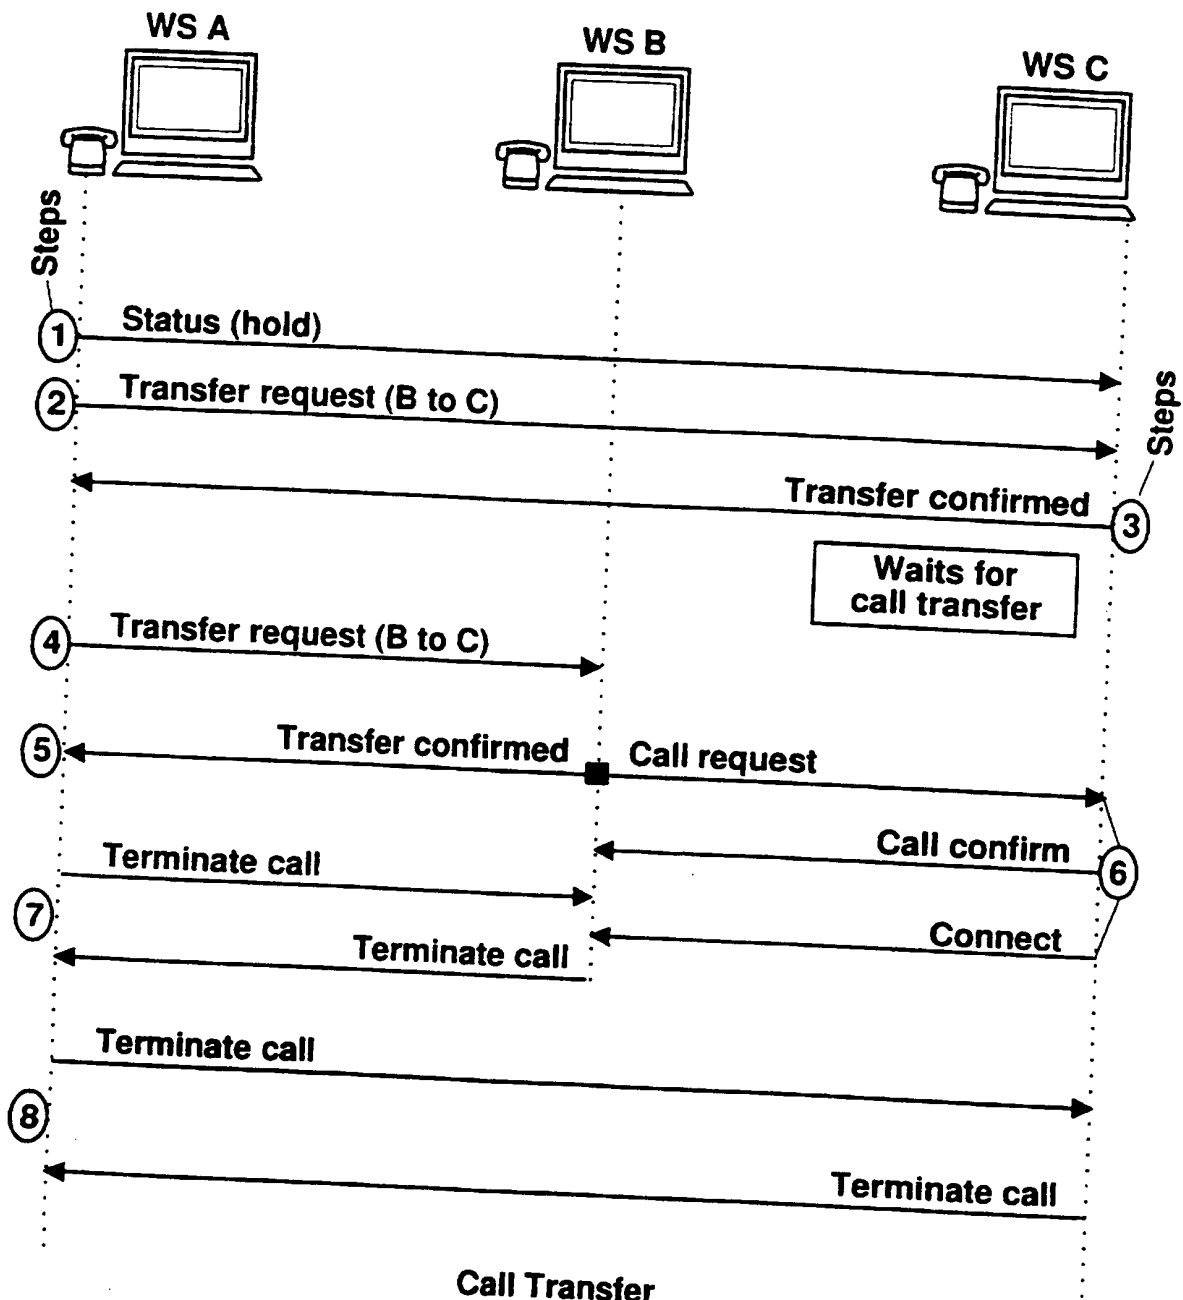 WS A
WS B
WS C
Steps
1
Status (hold)
2
Transfer request (B to C)
Steps
Transfer confirmed
3
Waits for
call transfer
4
Transfer request (B to C)
5
Transfer confirmed
Call request
Call confirm
6
Terminate call
7
Connect
Terminate call
Terminate call
8
Terminate call
Call Transfer